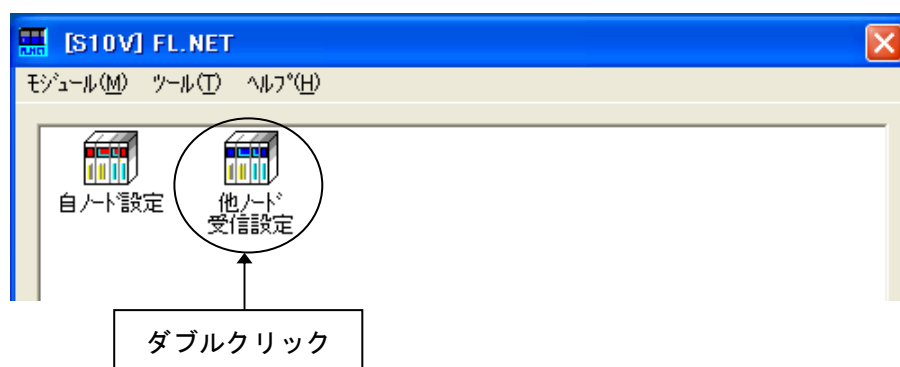 [S10V] FL.NET
ﾓｼﾞｭｰﾙ(M) ﾂｰﾙ(T) ﾍﾙﾌﾟ(H)
自ﾉｰﾄﾞ設定
他ﾉｰﾄﾞ
受信設定
ダブルクリック